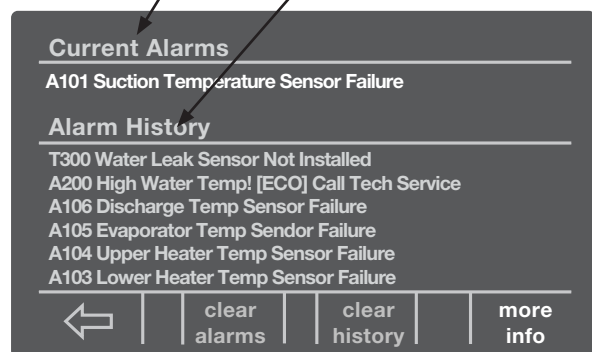 Current Alarms
A101 Suction Temperature Sensor Failure
Alarm History
T300 Water Leak Sensor Not Installed
A200 High Water Temp! [ECO] Call Tech Service
A106 Discharge Temp Sensor Failure
A105 Evaporator Temp Sendor Failure
A104 Upper Heater Temp Sensor Failure
A103 Lower Heater Temp Sensor Failure
clear alarms
clear history
more info